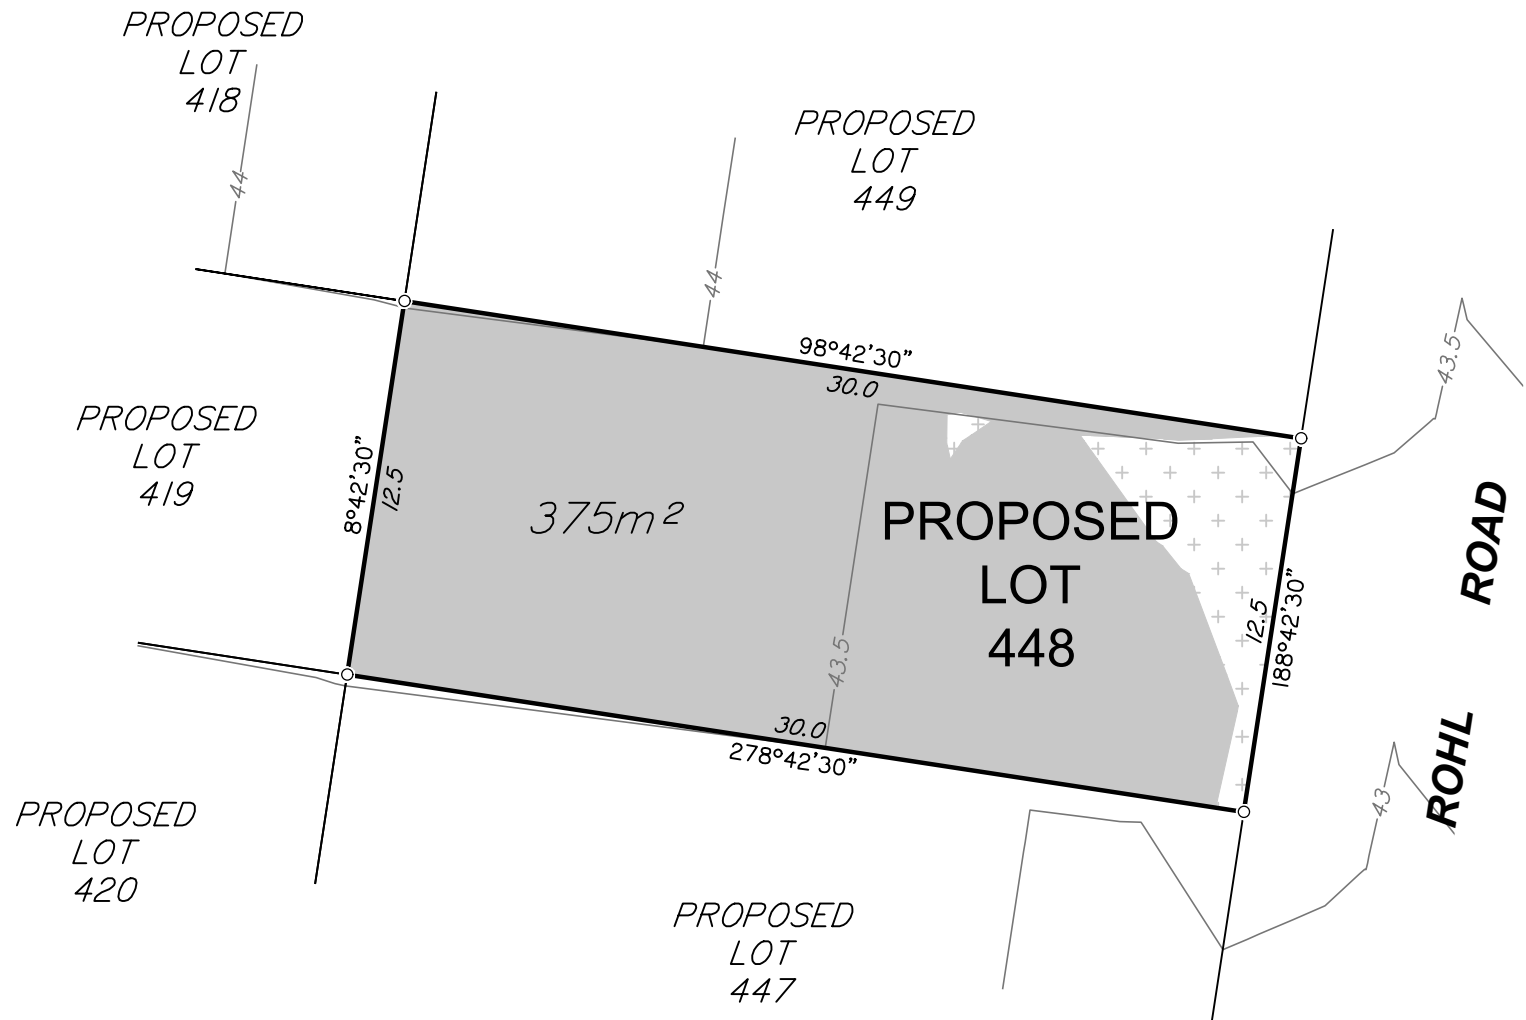 PROPOSED
LOT
418
PROPOSED
LOT
449
44
44
98°42'30"
30.0
43.5
PROPOSED
LOT
419
8°42'30"
12.5
375m²
PROPOSED
LOT
448
43.5
12.5
188°42'30"
ROHL ROAD
30.0
278°42'30"
43
PROPOSED
LOT
420
PROPOSED
LOT
447